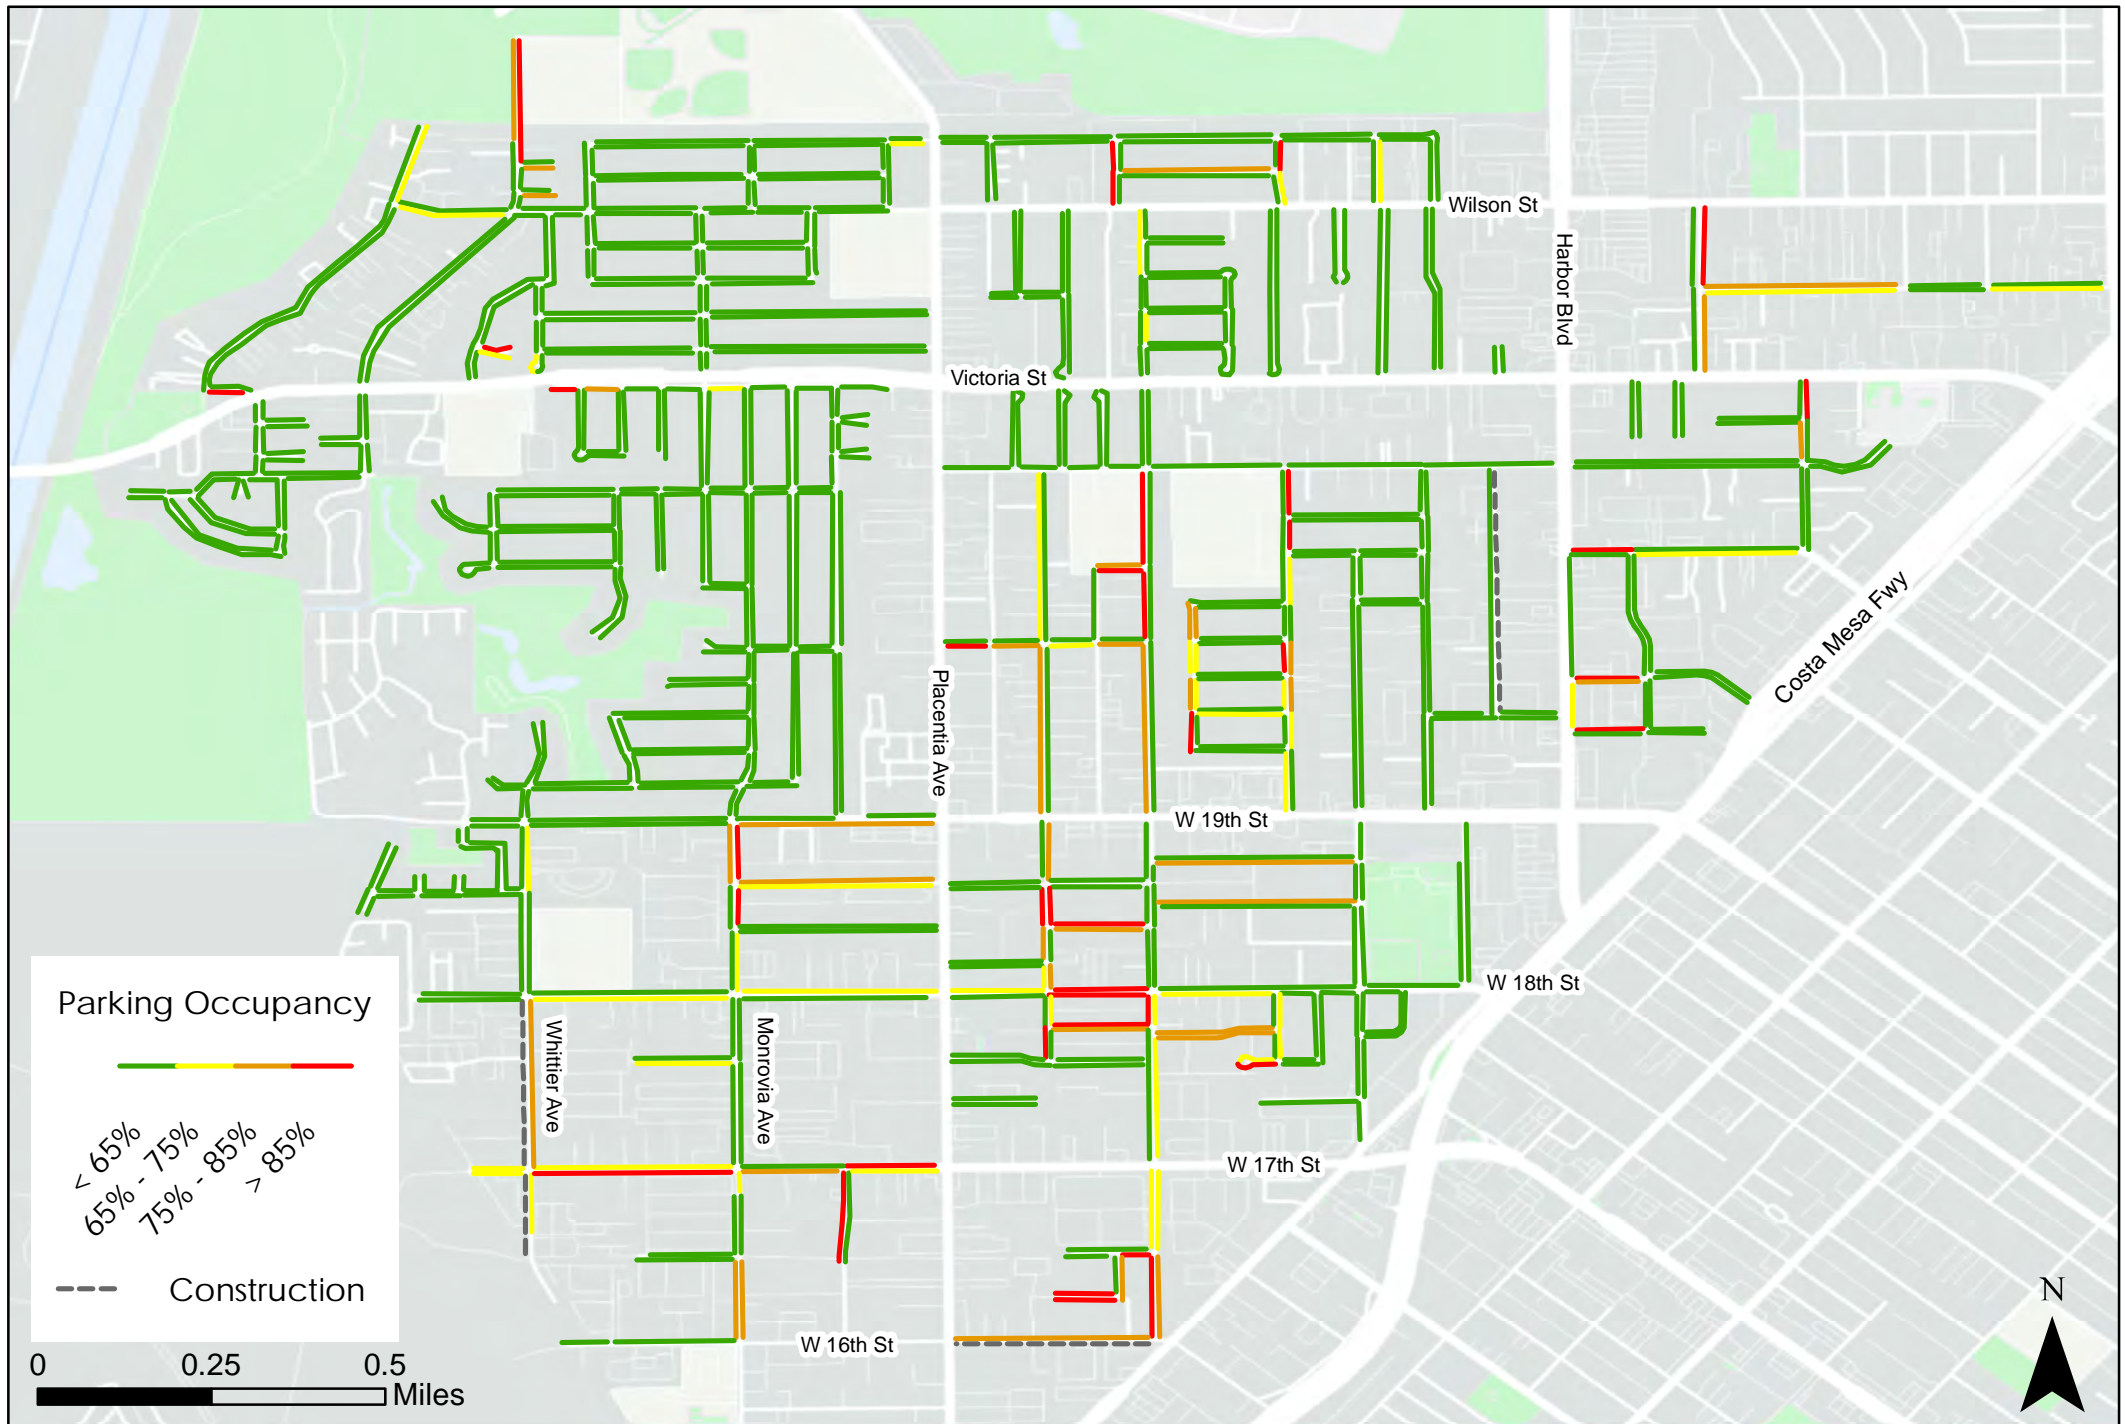 Wilson St
Harbor Blvd
Victoria St
Costa Mesa Fwy
Placentia Ave
W 19th St
W 18th St
Parking Occupancy
< 65%
65% - 75%
75% - 85%
> 85%
Construction
Whittier Ave
Monrovia Ave
W 17th St
W 16th St
0 0.25 0.5
Miles
N